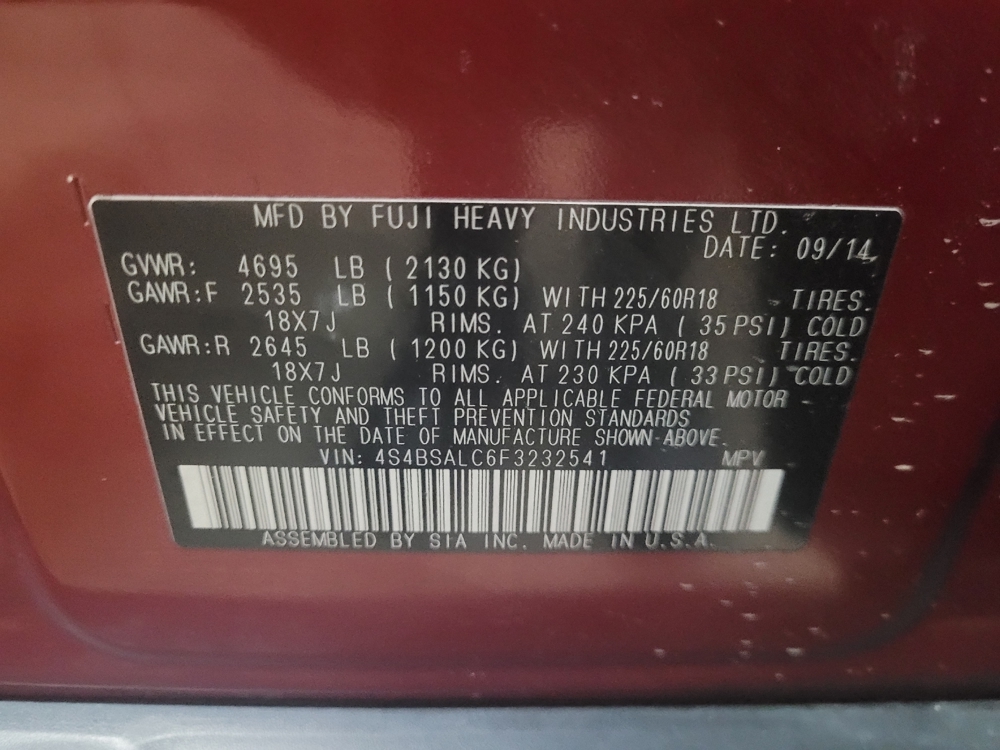 MFD BY FUJI HEAVY INDUSTRIES LTD.
DATE: 09/14
GVWR: 4695 LB ( 2130 KG)
GAWR:F 2535 LB ( 1150 KG) WITH 225/60R18 TIRES.
18X7J RIMS. AT 240 KPA ( 35 PSI) COLD
GAWR:R 2645 LB ( 1200 KG) WITH 225/60R18 TIRES.
18X7J RIMS. AT 230 KPA ( 33 PSI) COLD
THIS VEHICLE CONFORMS TO ALL APPLICABLE FEDERAL MOTOR
VEHICLE SAFETY AND THEFT PREVENTION STANDARDS
IN EFFECT ON THE DATE OF MANUFACTURE SHOWN ABOVE.
VIN: 4S4BSALC6F3232541 MPV
ASSEMBLED BY SIA INC. MADE IN U.S.A.